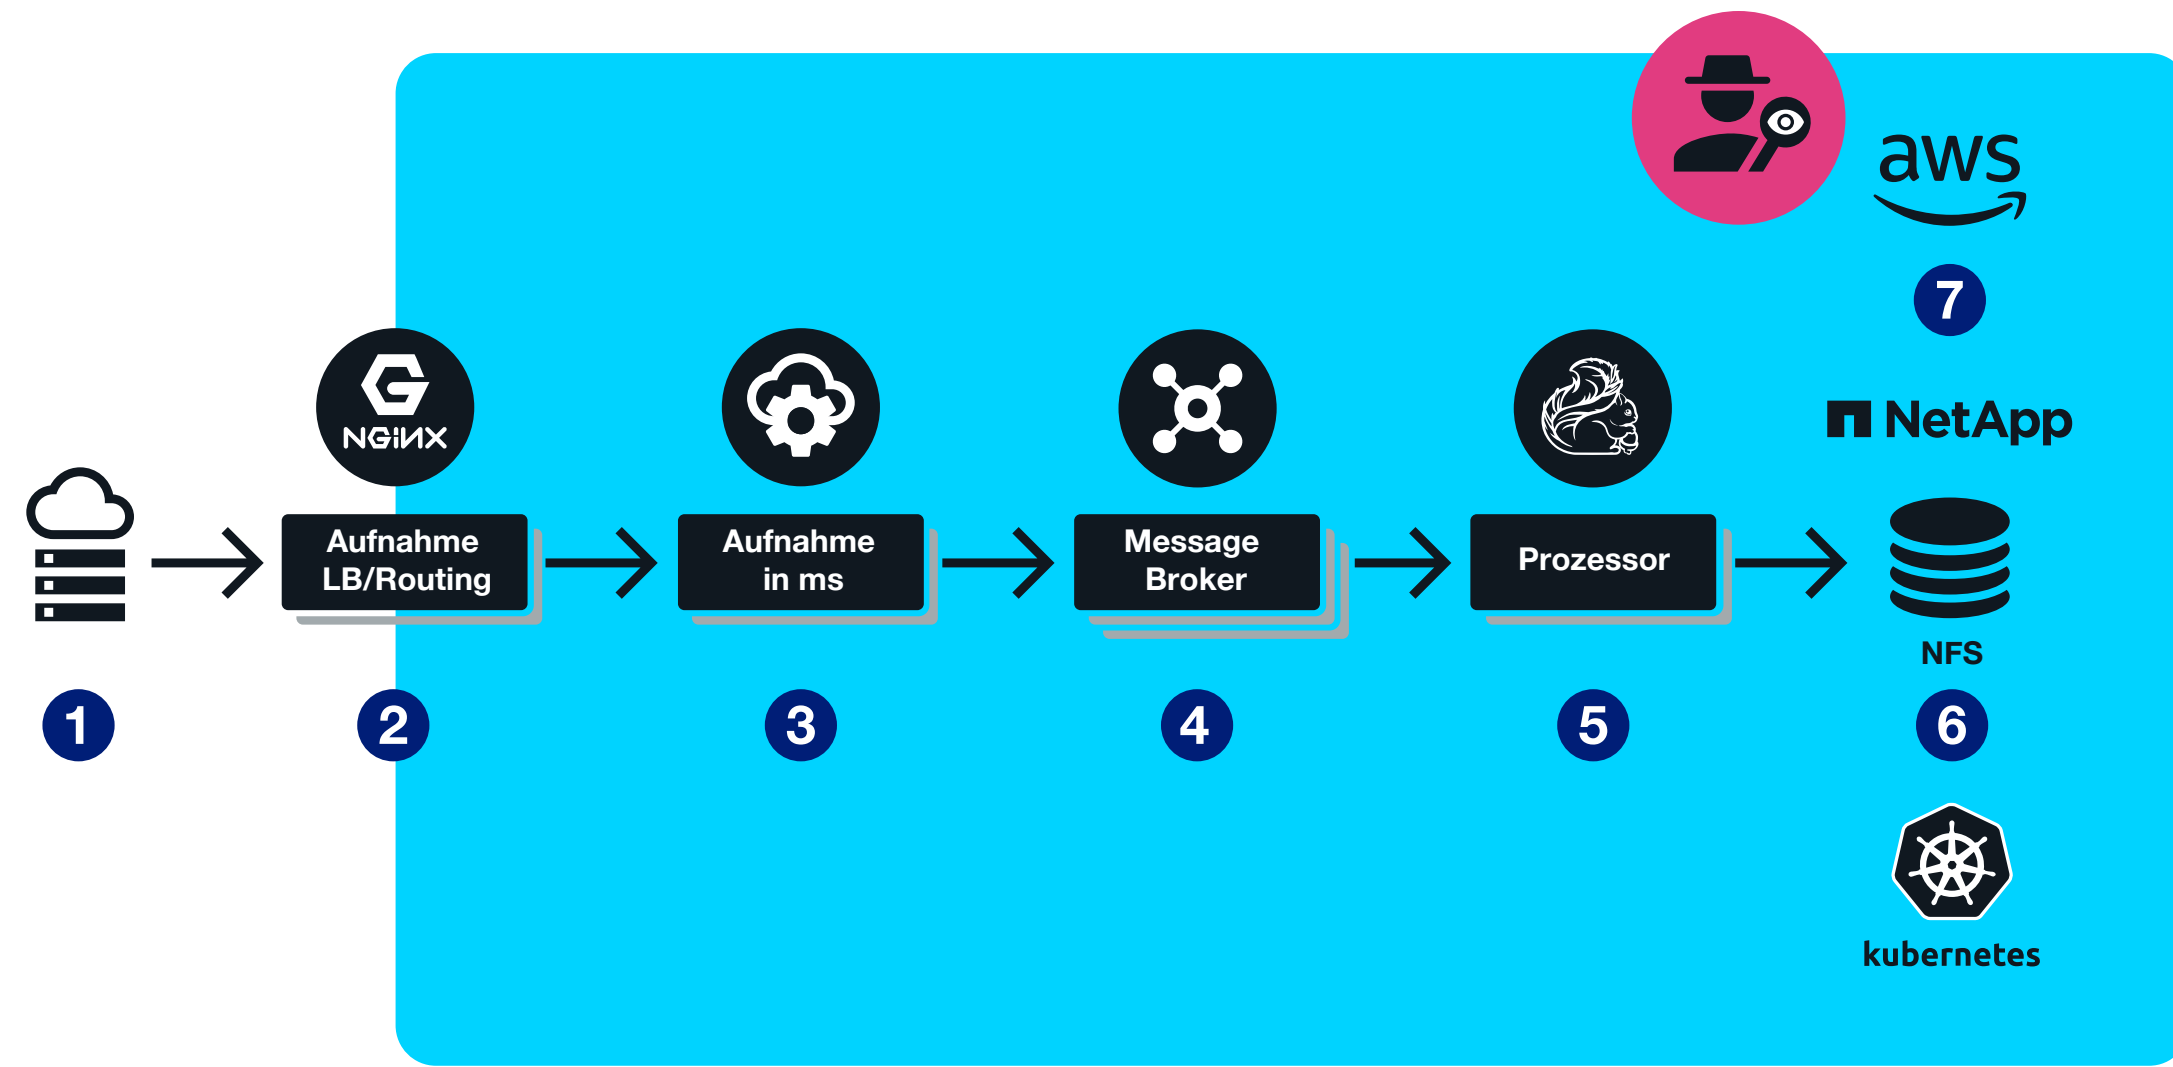 aws
7
NGINX
NetApp
Aufnahme
LB/Routing
Aufnahme
in ms
Message
Broker
Prozessor
NFS
1
2
3
4
5
6
kubernetes